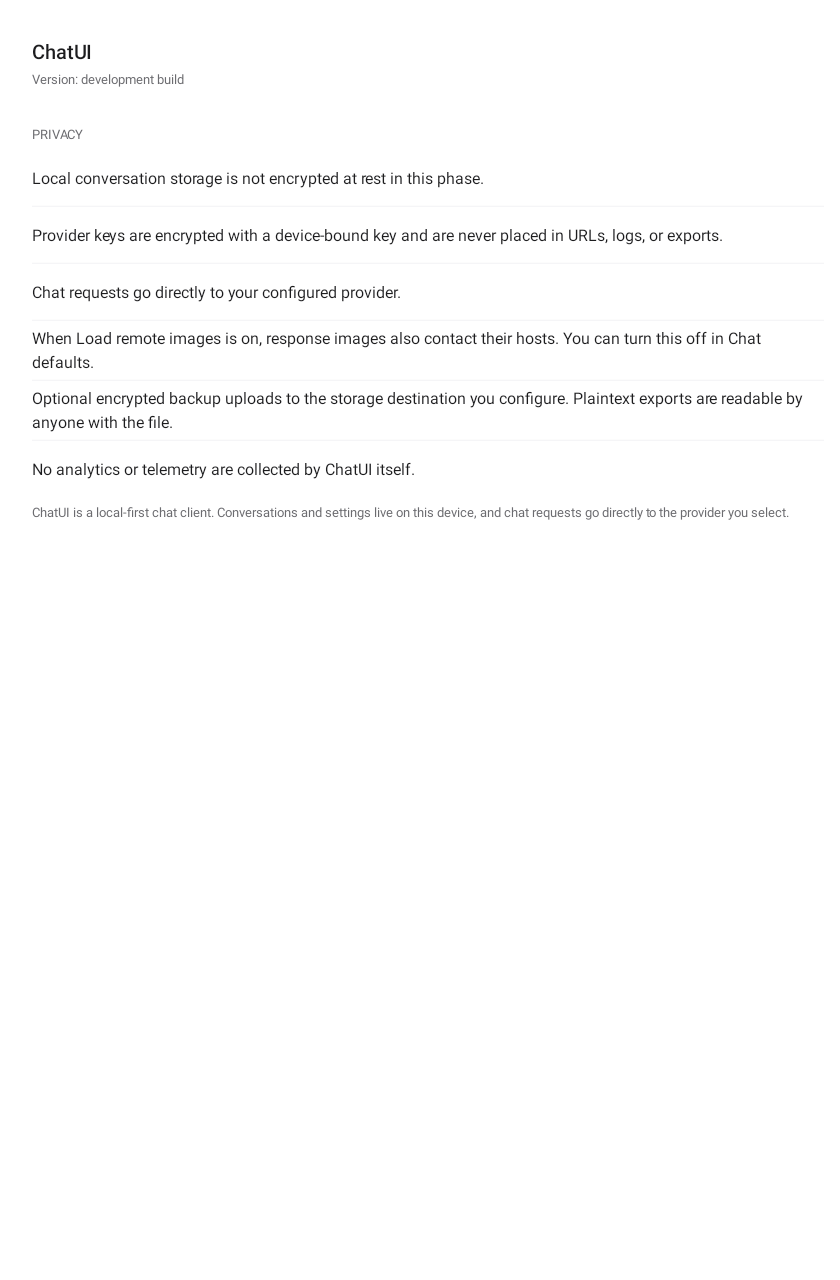 ChatUI
Version: development build
PRIVACY
Local conversation storage is not encrypted at rest in this phase.
Provider keys are encrypted with a device-bound key and are never placed in URLs, logs, or exports.
Chat requests go directly to your configured provider.
When Load remote images is on, response images also contact their hosts. You can turn this off in Chat
defaults.
Optional encrypted backup uploads to the storage destination you configure. Plaintext exports are readable by
anyone with the file.
No analytics or telemetry are collected by ChatUI itself.
ChatUI is a local-first chat client. Conversations and settings live on this device, and chat requests go directly to the provider you select.